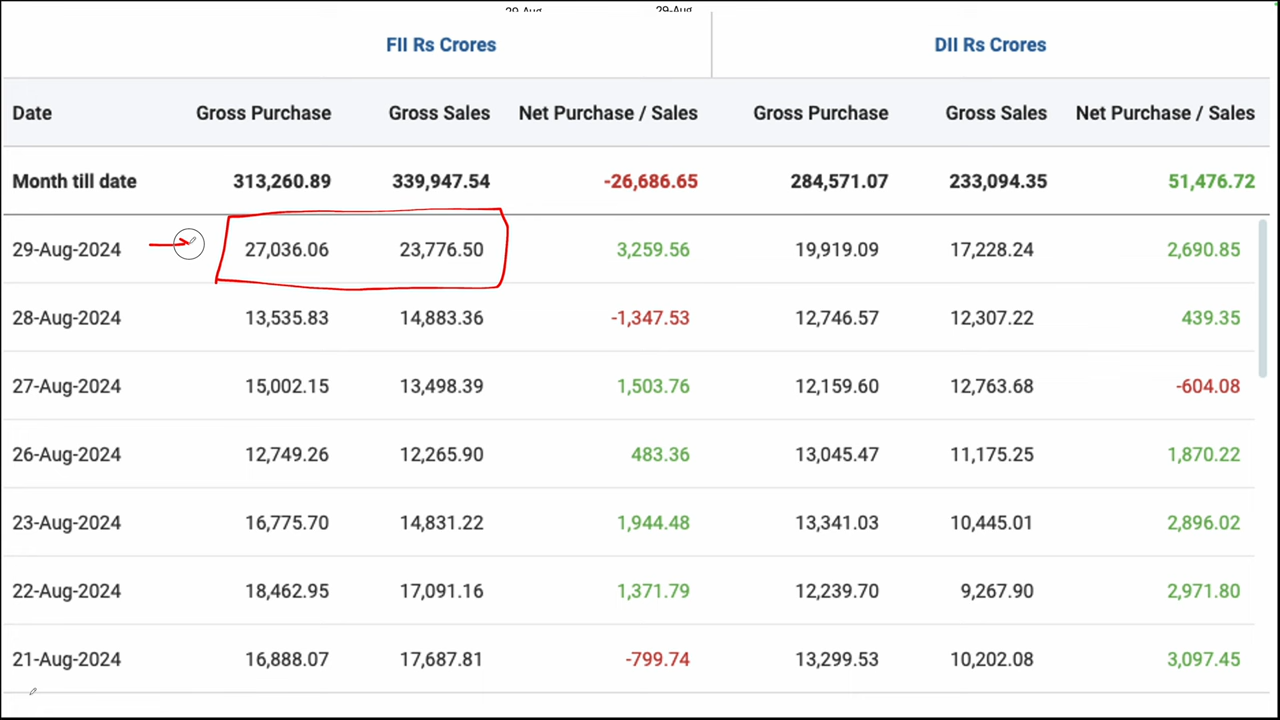 29-Aug 29-Aug
FII Rs Crores DII Rs Crores
Date Gross Purchase Gross Sales Net Purchase / Sales Gross Purchase Gross Sales Net Purchase / Sales
Month till date 313,260.89 339,947.54 -26,686.65 284,571.07 233,094.35 51,476.72
29-Aug-2024 27,036.06 23,776.50 3,259.56 19,919.09 17,228.24 2,690.85
28-Aug-2024 13,535.83 14,883.36 -1,347.53 12,746.57 12,307.22 439.35
27-Aug-2024 15,002.15 13,498.39 1,503.76 12,159.60 12,763.68 -604.08
26-Aug-2024 12,749.26 12,265.90 483.36 13,045.47 11,175.25 1,870.22
23-Aug-2024 16,775.70 14,831.22 1,944.48 13,341.03 10,445.01 2,896.02
22-Aug-2024 18,462.95 17,091.16 1,371.79 12,239.70 9,267.90 2,971.80
21-Aug-2024 16,888.07 17,687.81 -799.74 13,299.53 10,202.08 3,097.45